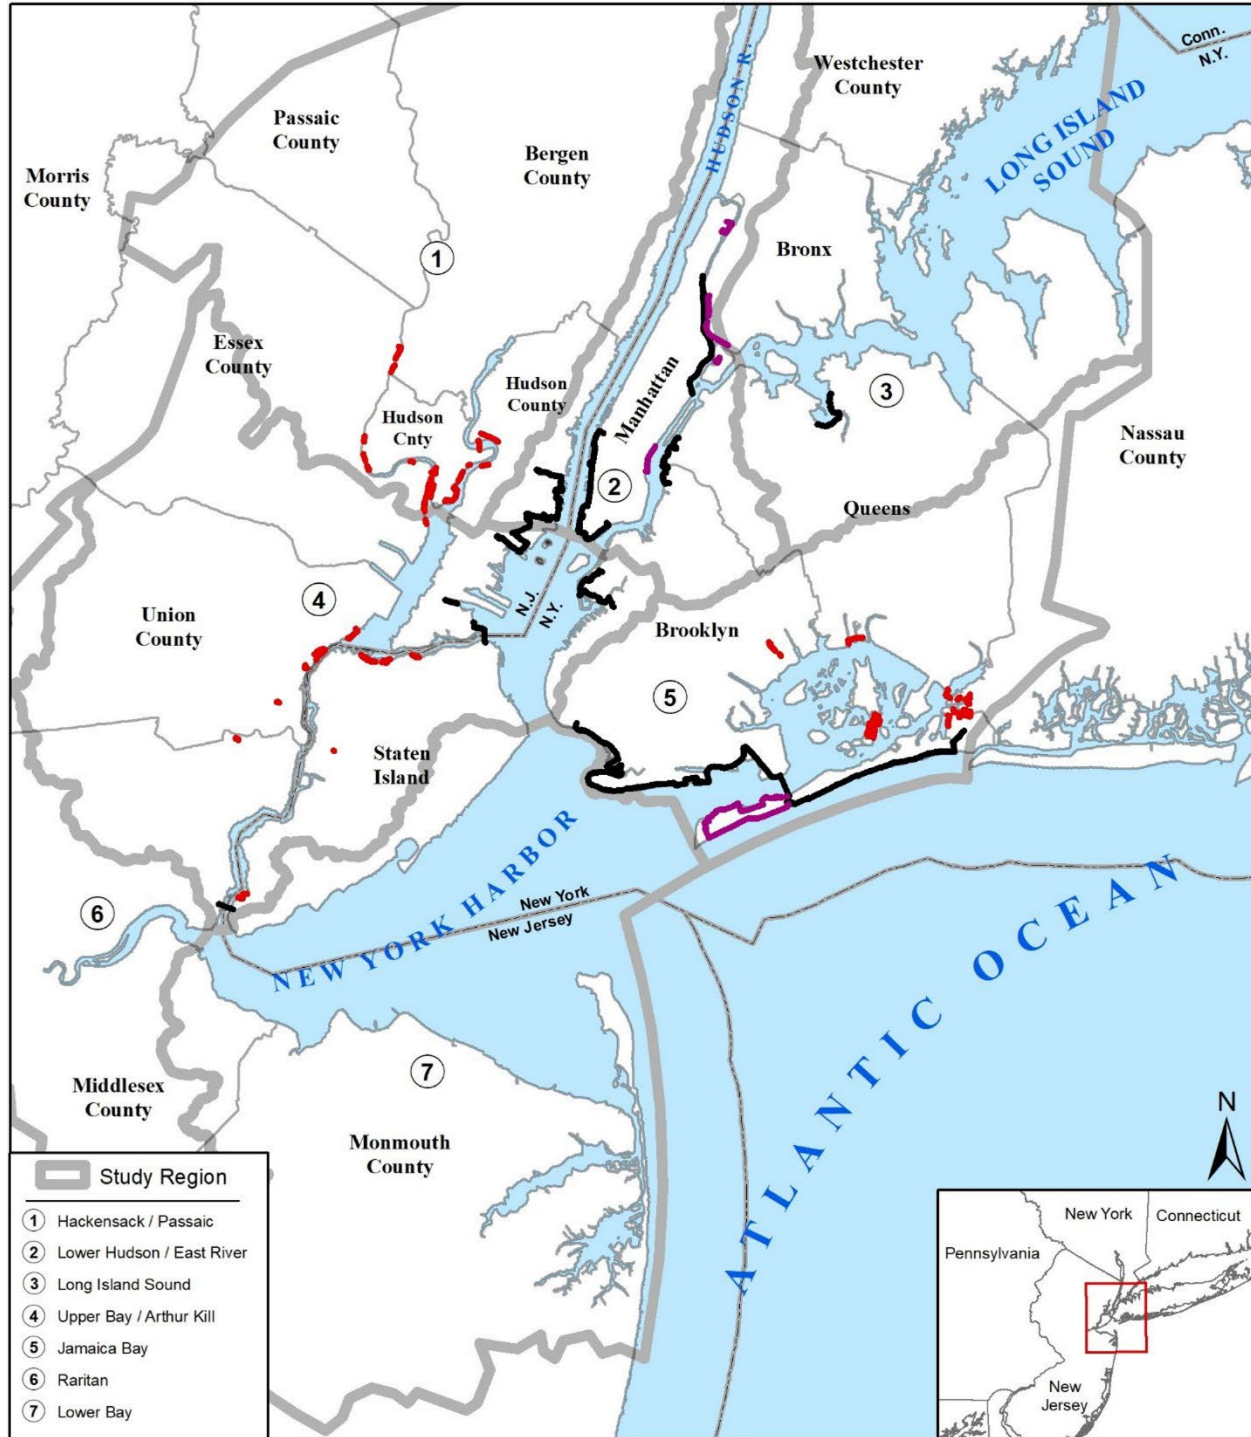 Conn.
N.Y.
Westchester
County
Passaic
County
HUDSON R.
LONG ISLAND
SOUND
Bergen
County
Morris
County
Bronx
1
Essex
County
Hudson
County
Manhattan
3
Hudson
Cnty
Nassau
County
2
Queens
4
Union
County
N.J.
N.Y.
Brooklyn
5
Staten
Island
NEW YORK HARBOR
New York
New Jersey
6
ATLANTIC OCEAN
7
Middlesex
County
Monmouth
County
N
Study Region
1 Hackensack / Passaic
2 Lower Hudson / East River
3 Long Island Sound
4 Upper Bay / Arthur Kill
5 Jamaica Bay
6 Raritan
7 Lower Bay
New York
Connecticut
Pennsylvania
New
Jersey